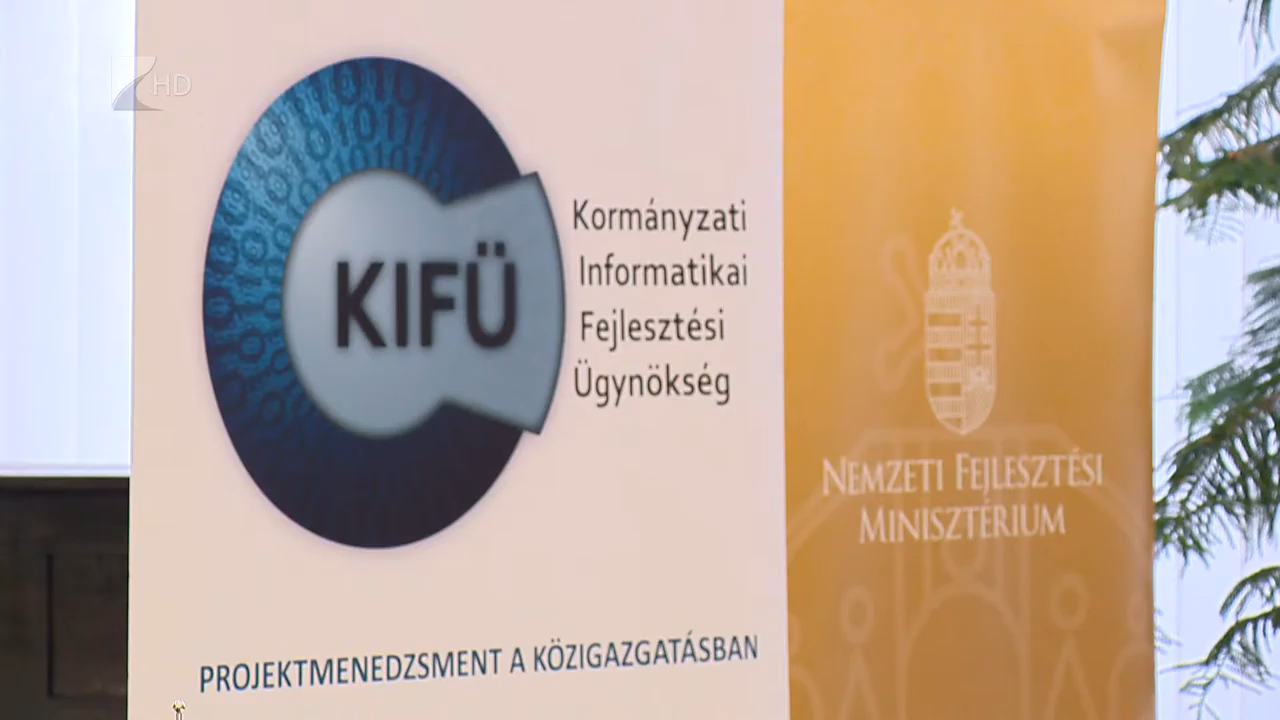 HD
KIFÜ
Kormányzati
Informatikai
Fejlesztési
Ügynökség
PROJEKTMENEDZSMENT A KÖZIGAZGATÁSBAN
NEMZETI FEJLESZTÉSI
MINISZTÉRIUM